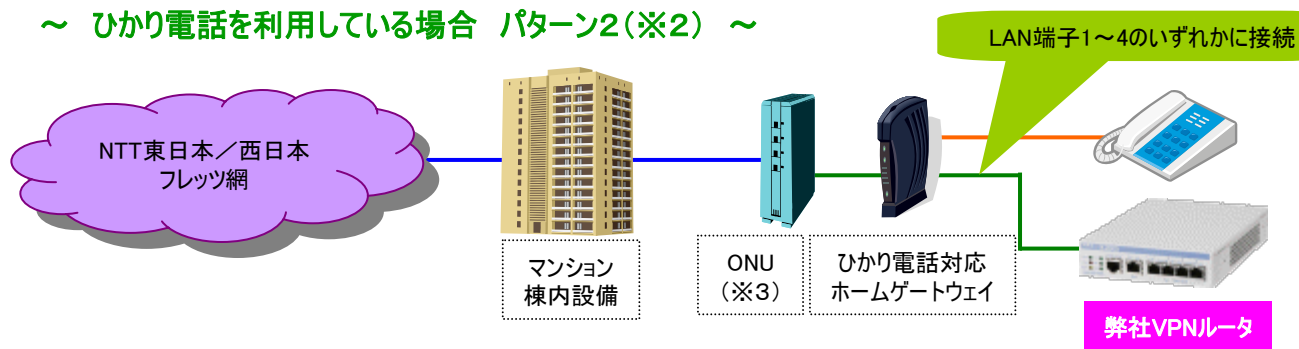 ～ ひかり電話を利用している場合 パターン2(※2) ～
LAN端子1～4のいずれかに接続
NTT東日本／西日本
フレッツ網
マンション
棟内設備
ONU
(※3)
ひかり電話対応
ホームゲートウェイ
弊社VPNルータ